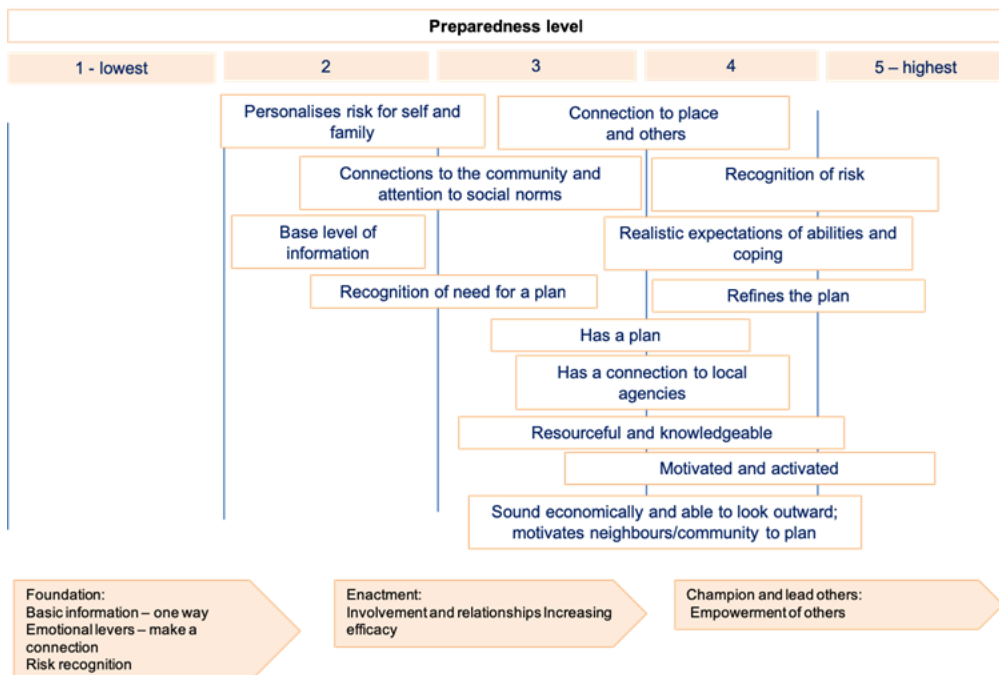 Preparedness level
1 - lowest
2
3
4
5 – highest
Personalises risk for self and
family
Connection to place
and others
Connections to the community and
attention to social norms
Recognition of risk
Base level of
information
Realistic expectations of abilities and
coping
Recognition of need for a plan
Refines the plan
Has a plan
Has a connection to local
agencies
Resourceful and knowledgeable
Motivated and activated
Sound economically and able to look outward;
motivates neighbours/community to plan
Foundation:
Basic information – one way
Emotional levers – make a
connection
Risk recognition
Enactment:
Involvement and relationships Increasing
efficacy
Champion and lead others:
Empowerment of others